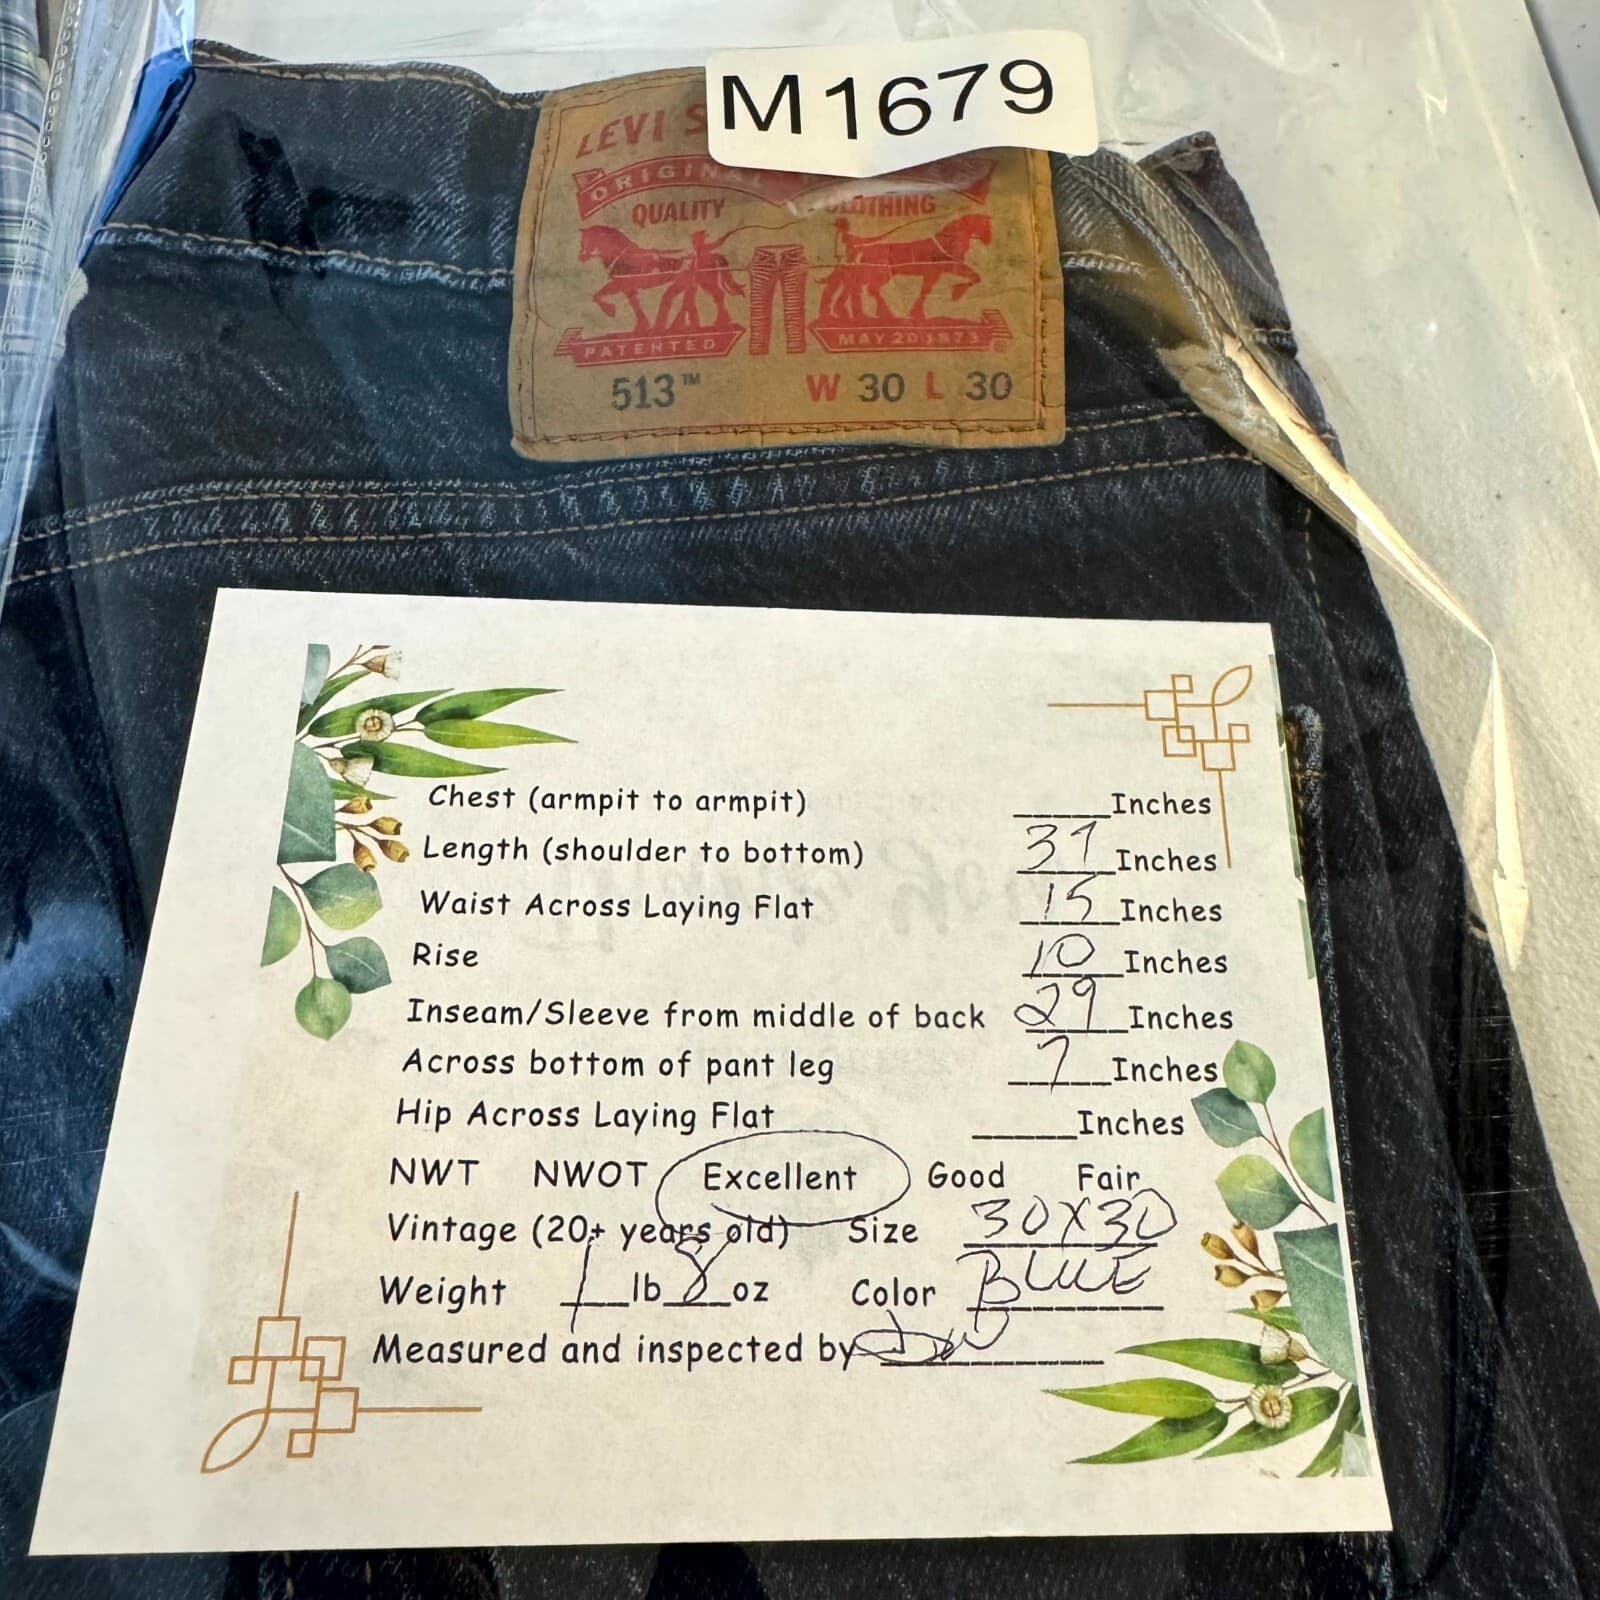 M1679
LEVI S
ORIGINAL
QUALITY CLOTHING
PATENTED MAY 20 1873
513™ W 30 L 30
Chest (armpit to armpit) _____Inches
Length (shoulder to bottom) 37 Inches
Waist Across Laying Flat 15 Inches
Rise 10 Inches
Inseam/Sleeve from middle of back 29 Inches
Across bottom of pant leg 7 Inches
Hip Across Laying Flat _____Inches
NWT NWOT Excellent Good Fair
Vintage (20+ years old) Size 30X30
Weight 1 lb 8 oz Color BLUE
Measured and inspected by